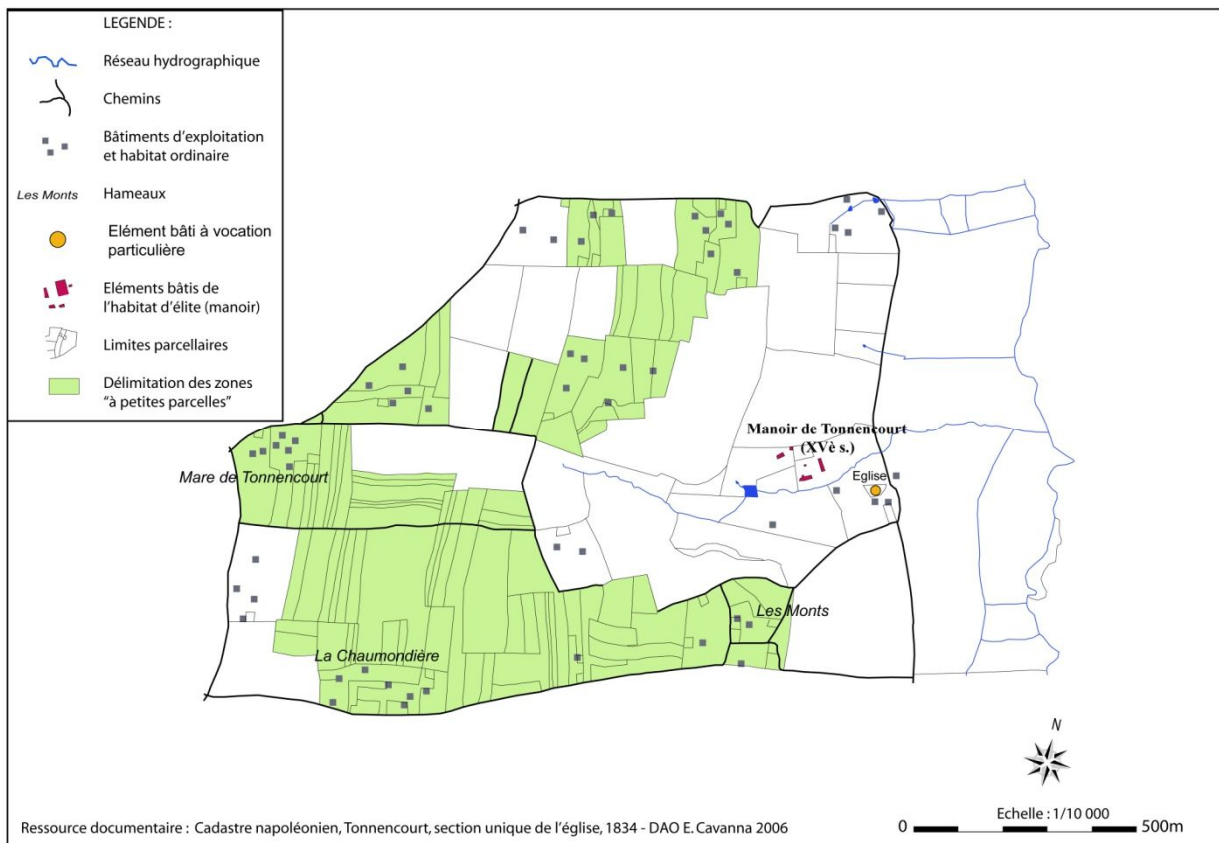 LEGENDE :
Réseau hydrographique
Chemins
Bâtiments d'exploitation
et habitat ordinaire
Les Monts
Hameaux
Elément bâti à vocation
particulière
Eléments bâtis de
l'habitat d'élite (manoir)
Limites parcellaires
Délimitation des zones
"à petites parcelles"
Manoir de Tonnencourt
(XVè s.)
Eglise
Mare de Tonnencourt
Les Monts
La Chaumondière
N
Ressource documentaire : Cadastre napoléonien, Tonnencourt, section unique de l'église, 1834 - DAO E. Cavanna 2006
Echelle : 1/10 000
0 500m